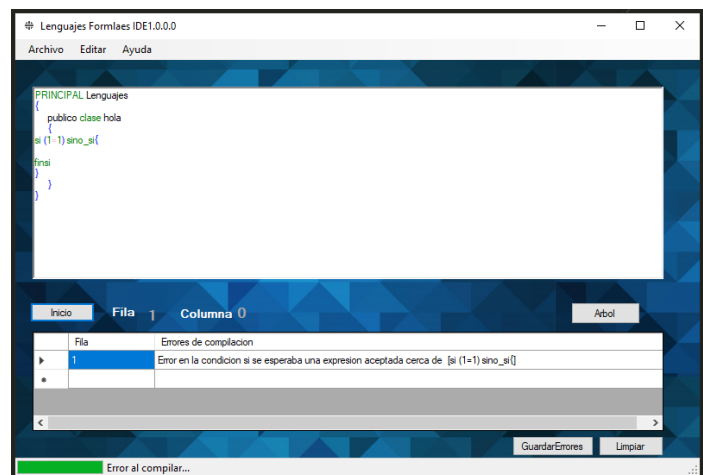 Lenguajes Formlaes IDE1.0.0.0
Archivo Editar Ayuda
PRINCIPAL Lenguajes
{
publico clase hola
{
si (1=1) sino_si{
finsi
}
}
}
Inicio Fila 1 Columna 0 Arbol
Fila Errores de compilacion
1 Error en la condicion si se esperaba una expresion aceptada cerca de [si (1=1) sino_si{]
GuardarErrores Limpiar
Error al compilar...